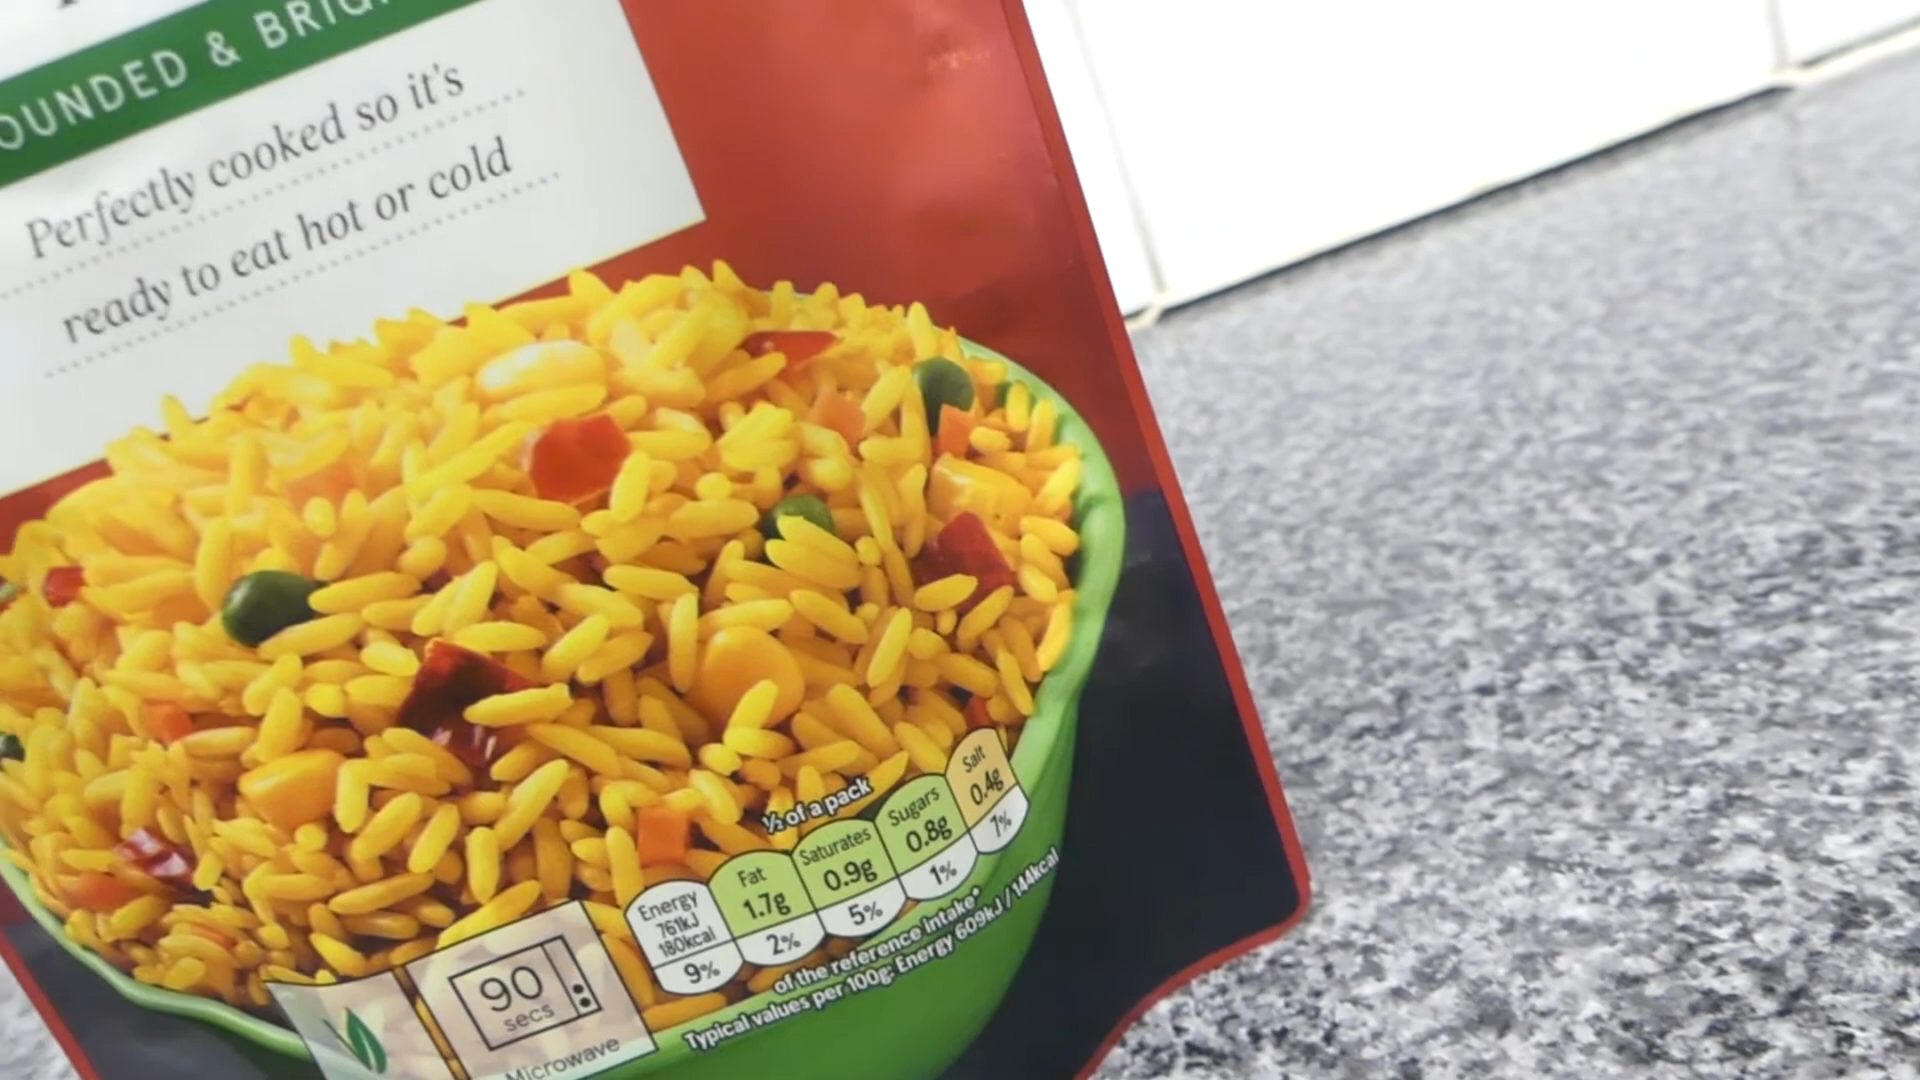 & 
Perfectly cooked so it's
ready to eat hot or cold
½ of a pack
Energy
761kJ
180kcal
9%
Fat
1.7g
2%
Saturates
0.9g
5%
Sugars
0.8g
1%
Salt
0.4g
7%
of the reference intake*
Typical values per 100g: Energy 609kJ / 144kcal
90
secs
Microwave